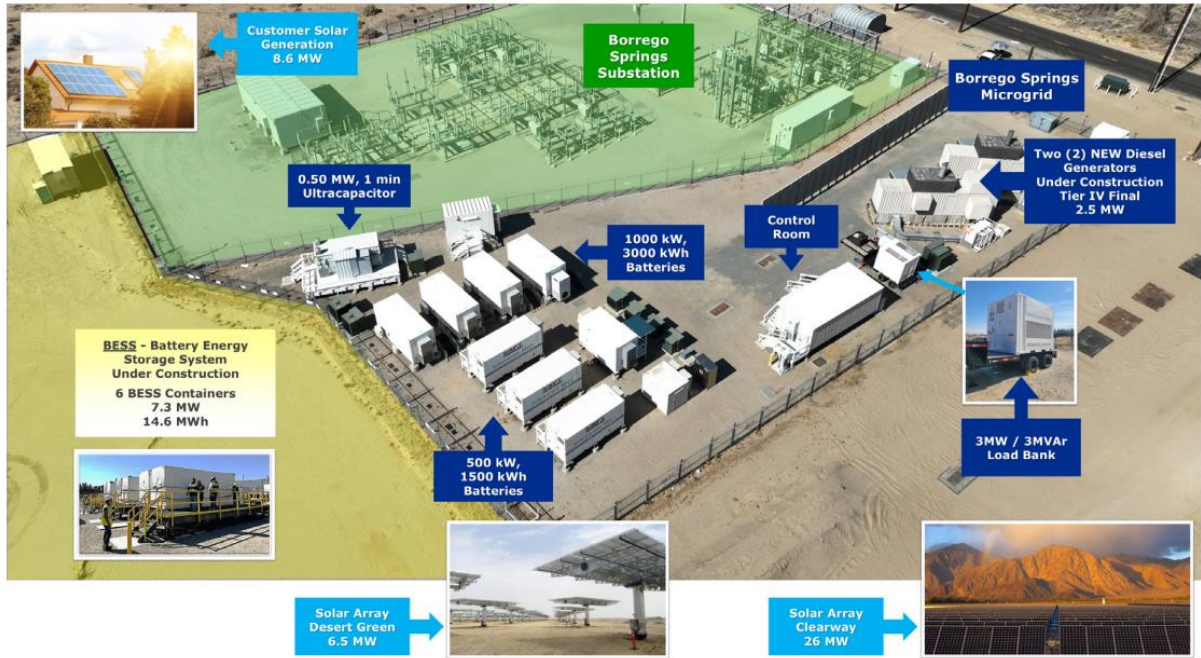 Customer Solar
Generation
8.6 MW
Borrego
Springs
Substation
Borrego Springs
Microgrid
Two (2) NEW Diesel
Generators
Under Construction
Tier IV Final
2.5 MW
0.50 MW, 1 min
Ultracapacitor
1000 kW,
3000 kWh
Batteries
Control
Room
BESS - Battery Energy
Storage System
Under Construction
6 BESS Containers
7.3 MW
14.6 MWh
500 kW,
1500 kWh
Batteries
3MW / 3MVAr
Load Bank
Solar Array
Desert Green
6.5 MW
Solar Array
Clearway
26 MW